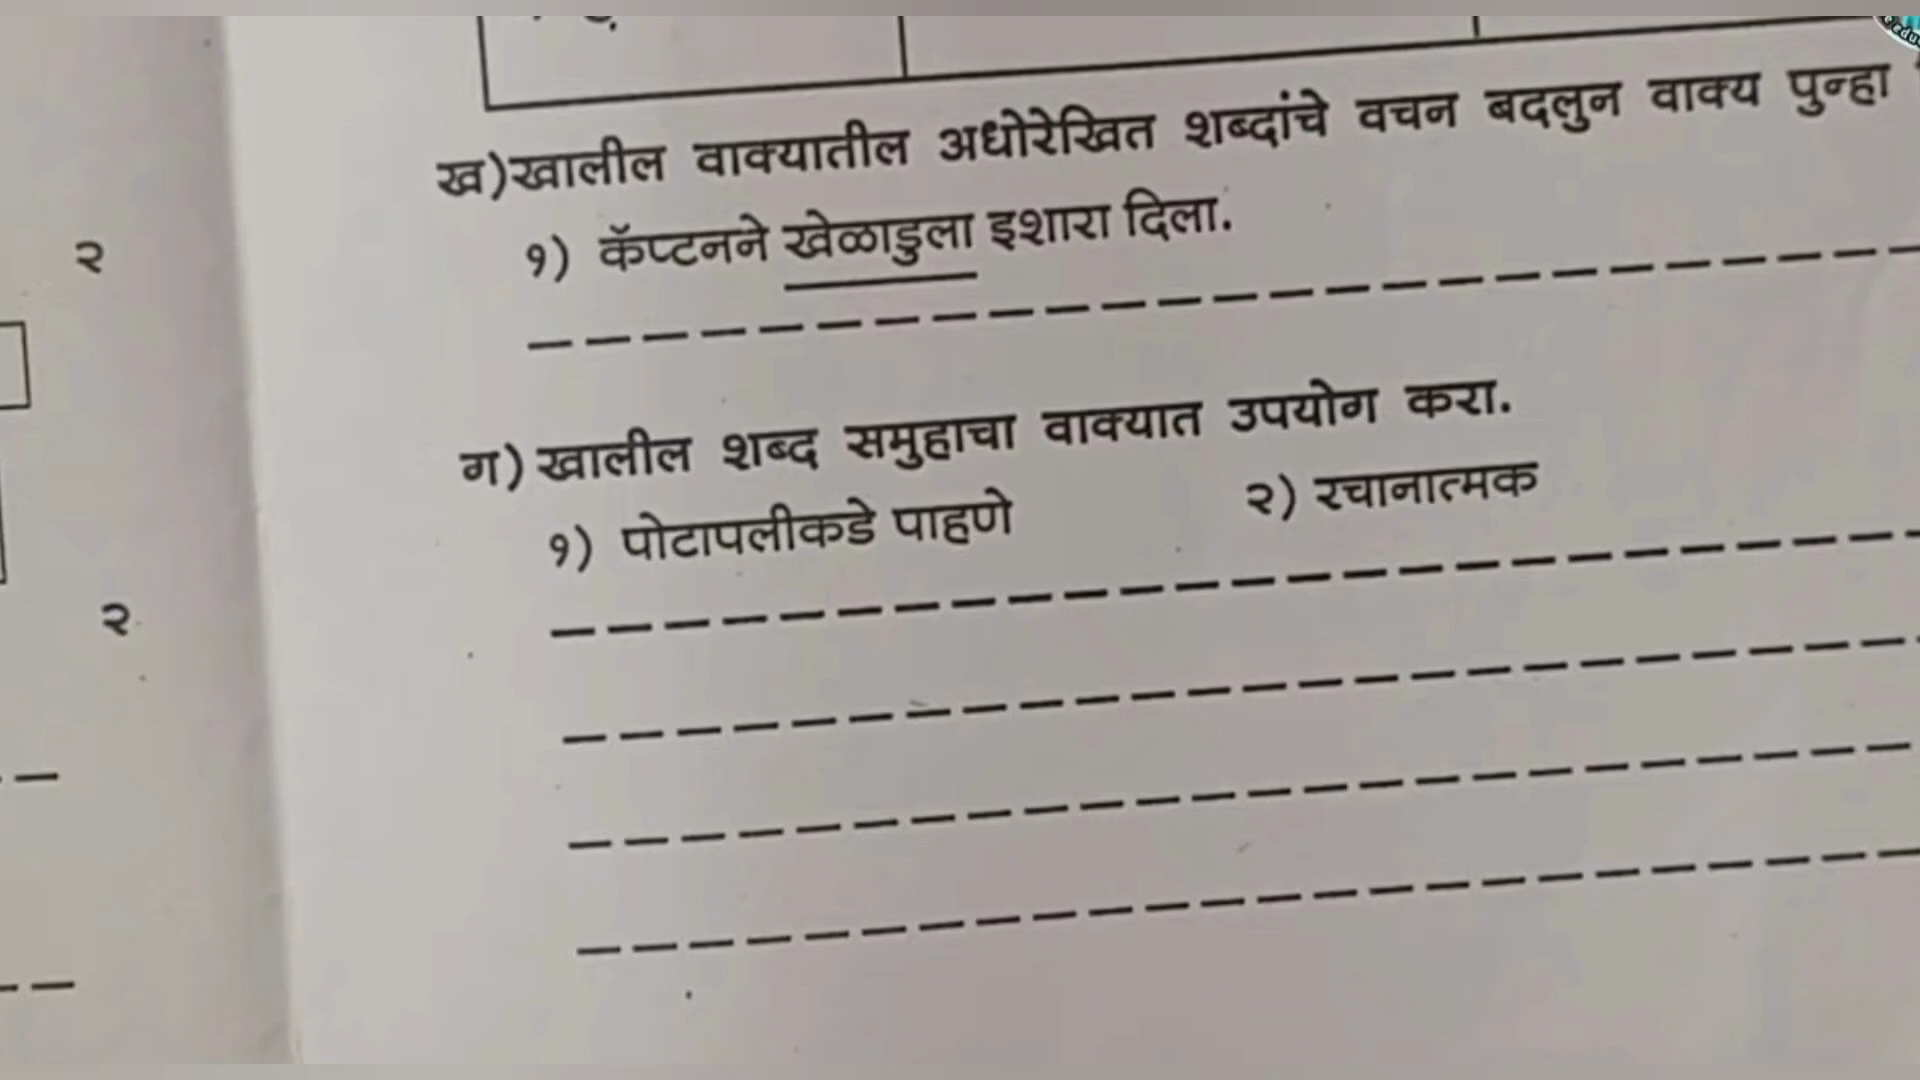 ख) खालील वाक्यातील अधोरेखित शब्दांचे वचन बदलुन वाक्य पुन्हा
१) कॅप्टनने खेळाडुला इशारा दिला.
२
ग) खालील शब्द समुहाचा वाक्यात उपयोग करा.
१) पोटापलीकडे पाहणे २) रचानात्मक
२